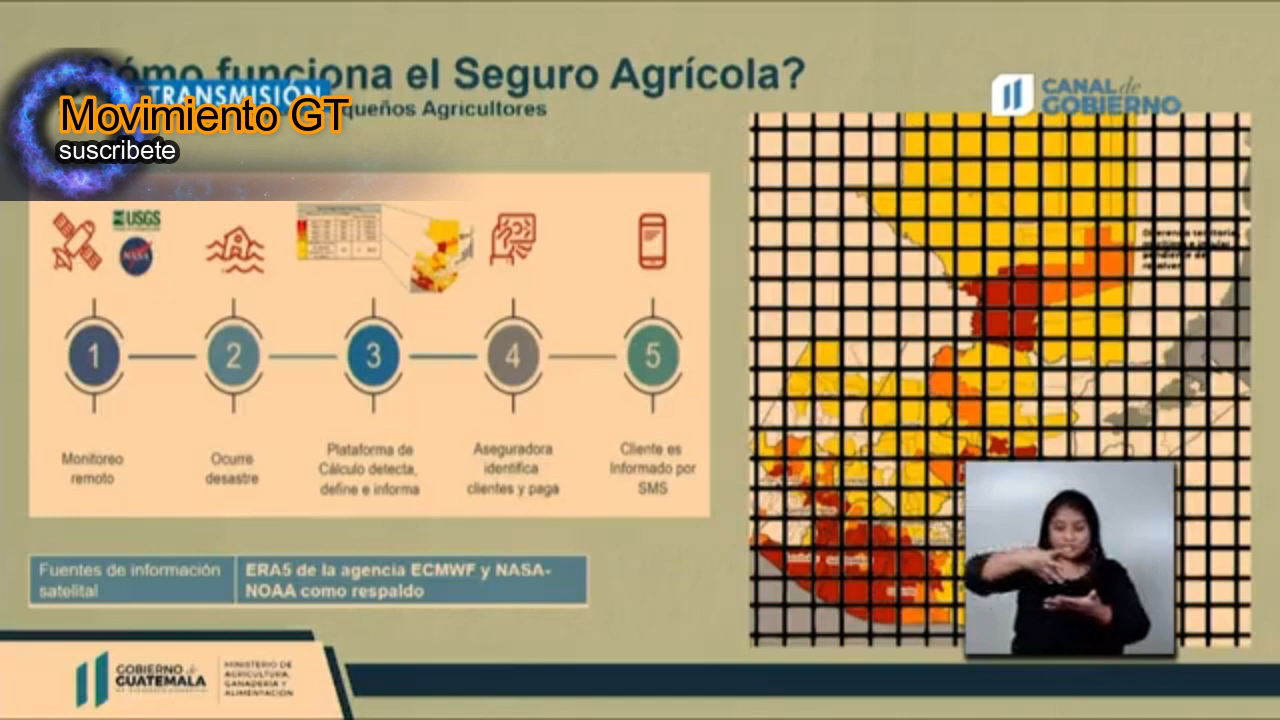 Cómo funciona el Seguro Agrícola?
TRANSMISIÓN
Movimiento GT
queños Agricultores
suscribete
CANAL de
GOBIERNO
USGS
NASA
1
2
3
4
5
Monitoreo
remoto
Ocurre
desastre
Plataforma de
Cálculo detecta,
define e informa
Aseguradora
identifica
clientes y paga
Cliente es
Informado por
SMS
Fuentes de información
satelital
ERA5 de la agencia ECMWF y NASA-
NOAA como respaldo
GOBIERNO de
GUATEMALA
MINISTERIO DE
AGRICULTURA,
GANADERÍA Y
ALIMENTACIÓN